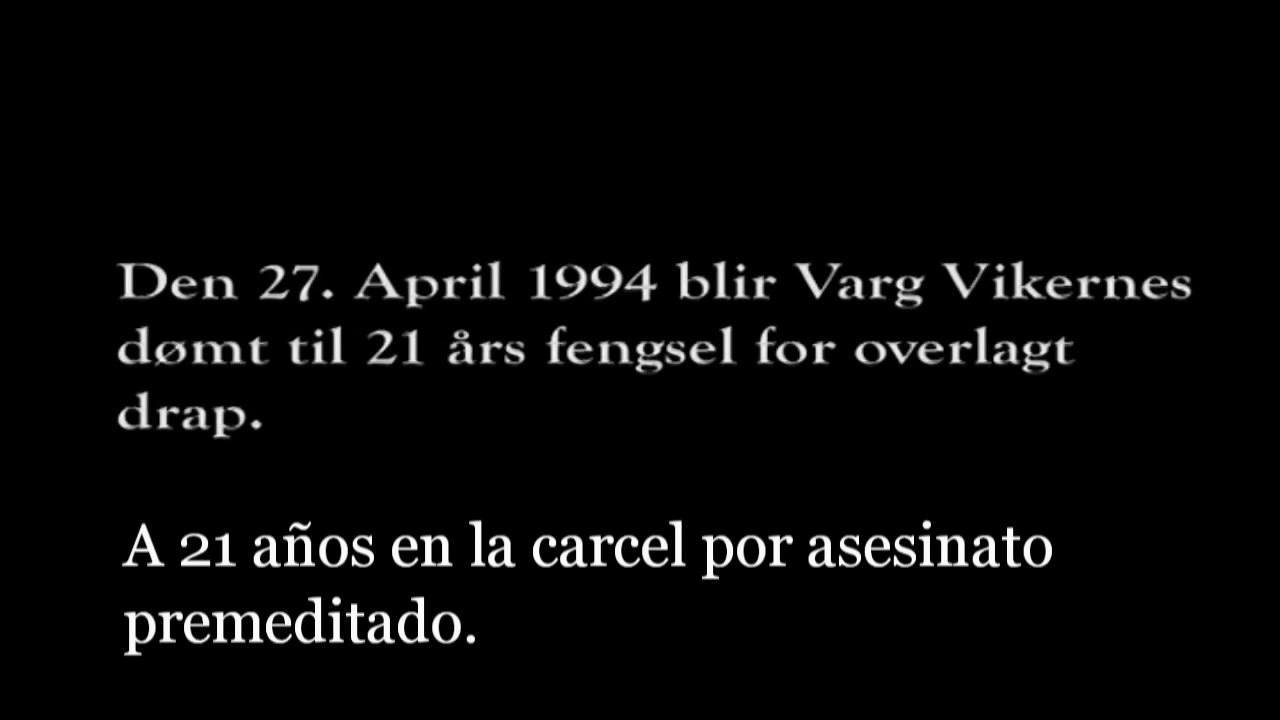 Den 27. April 1994 blir Varg Vikernes
dømt til 21 års fengsel for overlagt
drap.
A 21 años en la carcel por asesinato
premeditado.